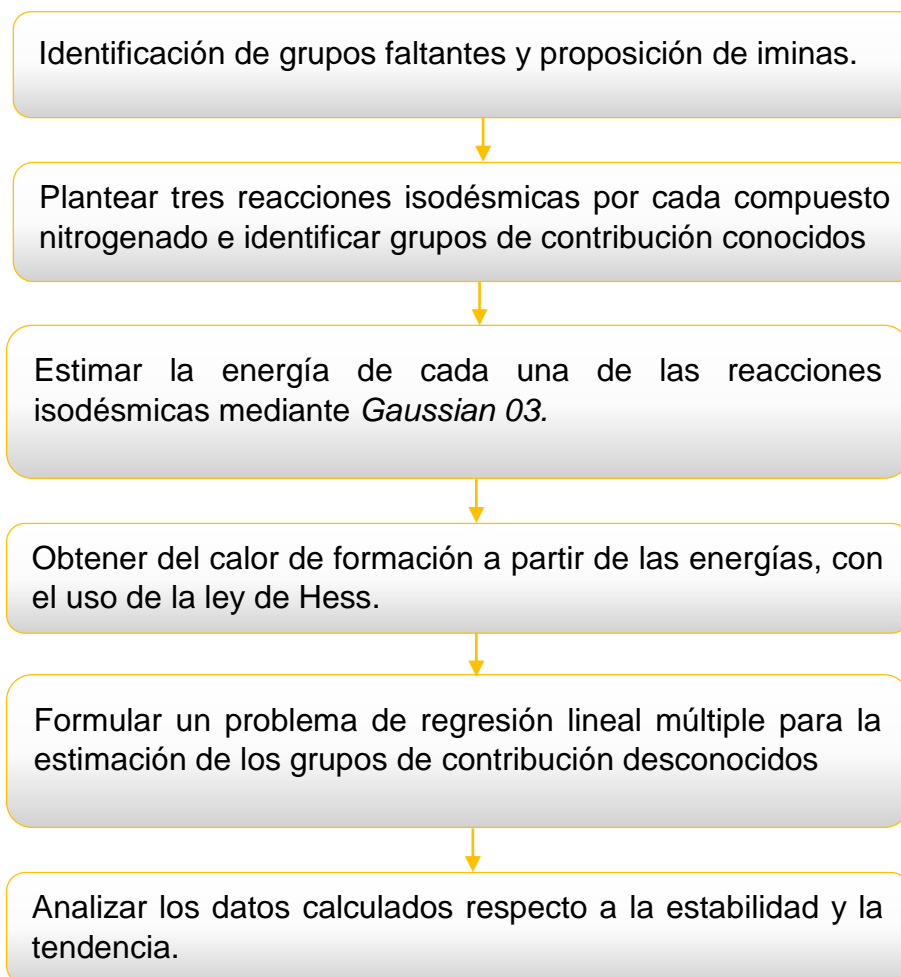 Identificación de grupos faltantes y proposición de iminas.
Plantear tres reacciones isodésmicas por cada compuesto
nitrogenado e identificar grupos de contribución conocidos
Estimar la energía de cada una de las reacciones
isodésmicas mediante Gaussian 03.
Obtener del calor de formación a partir de las energías, con
el uso de la ley de Hess.
Formular un problema de regresión lineal múltiple para la
estimación de los grupos de contribución desconocidos
Analizar los datos calculados respecto a la estabilidad y la
tendencia.